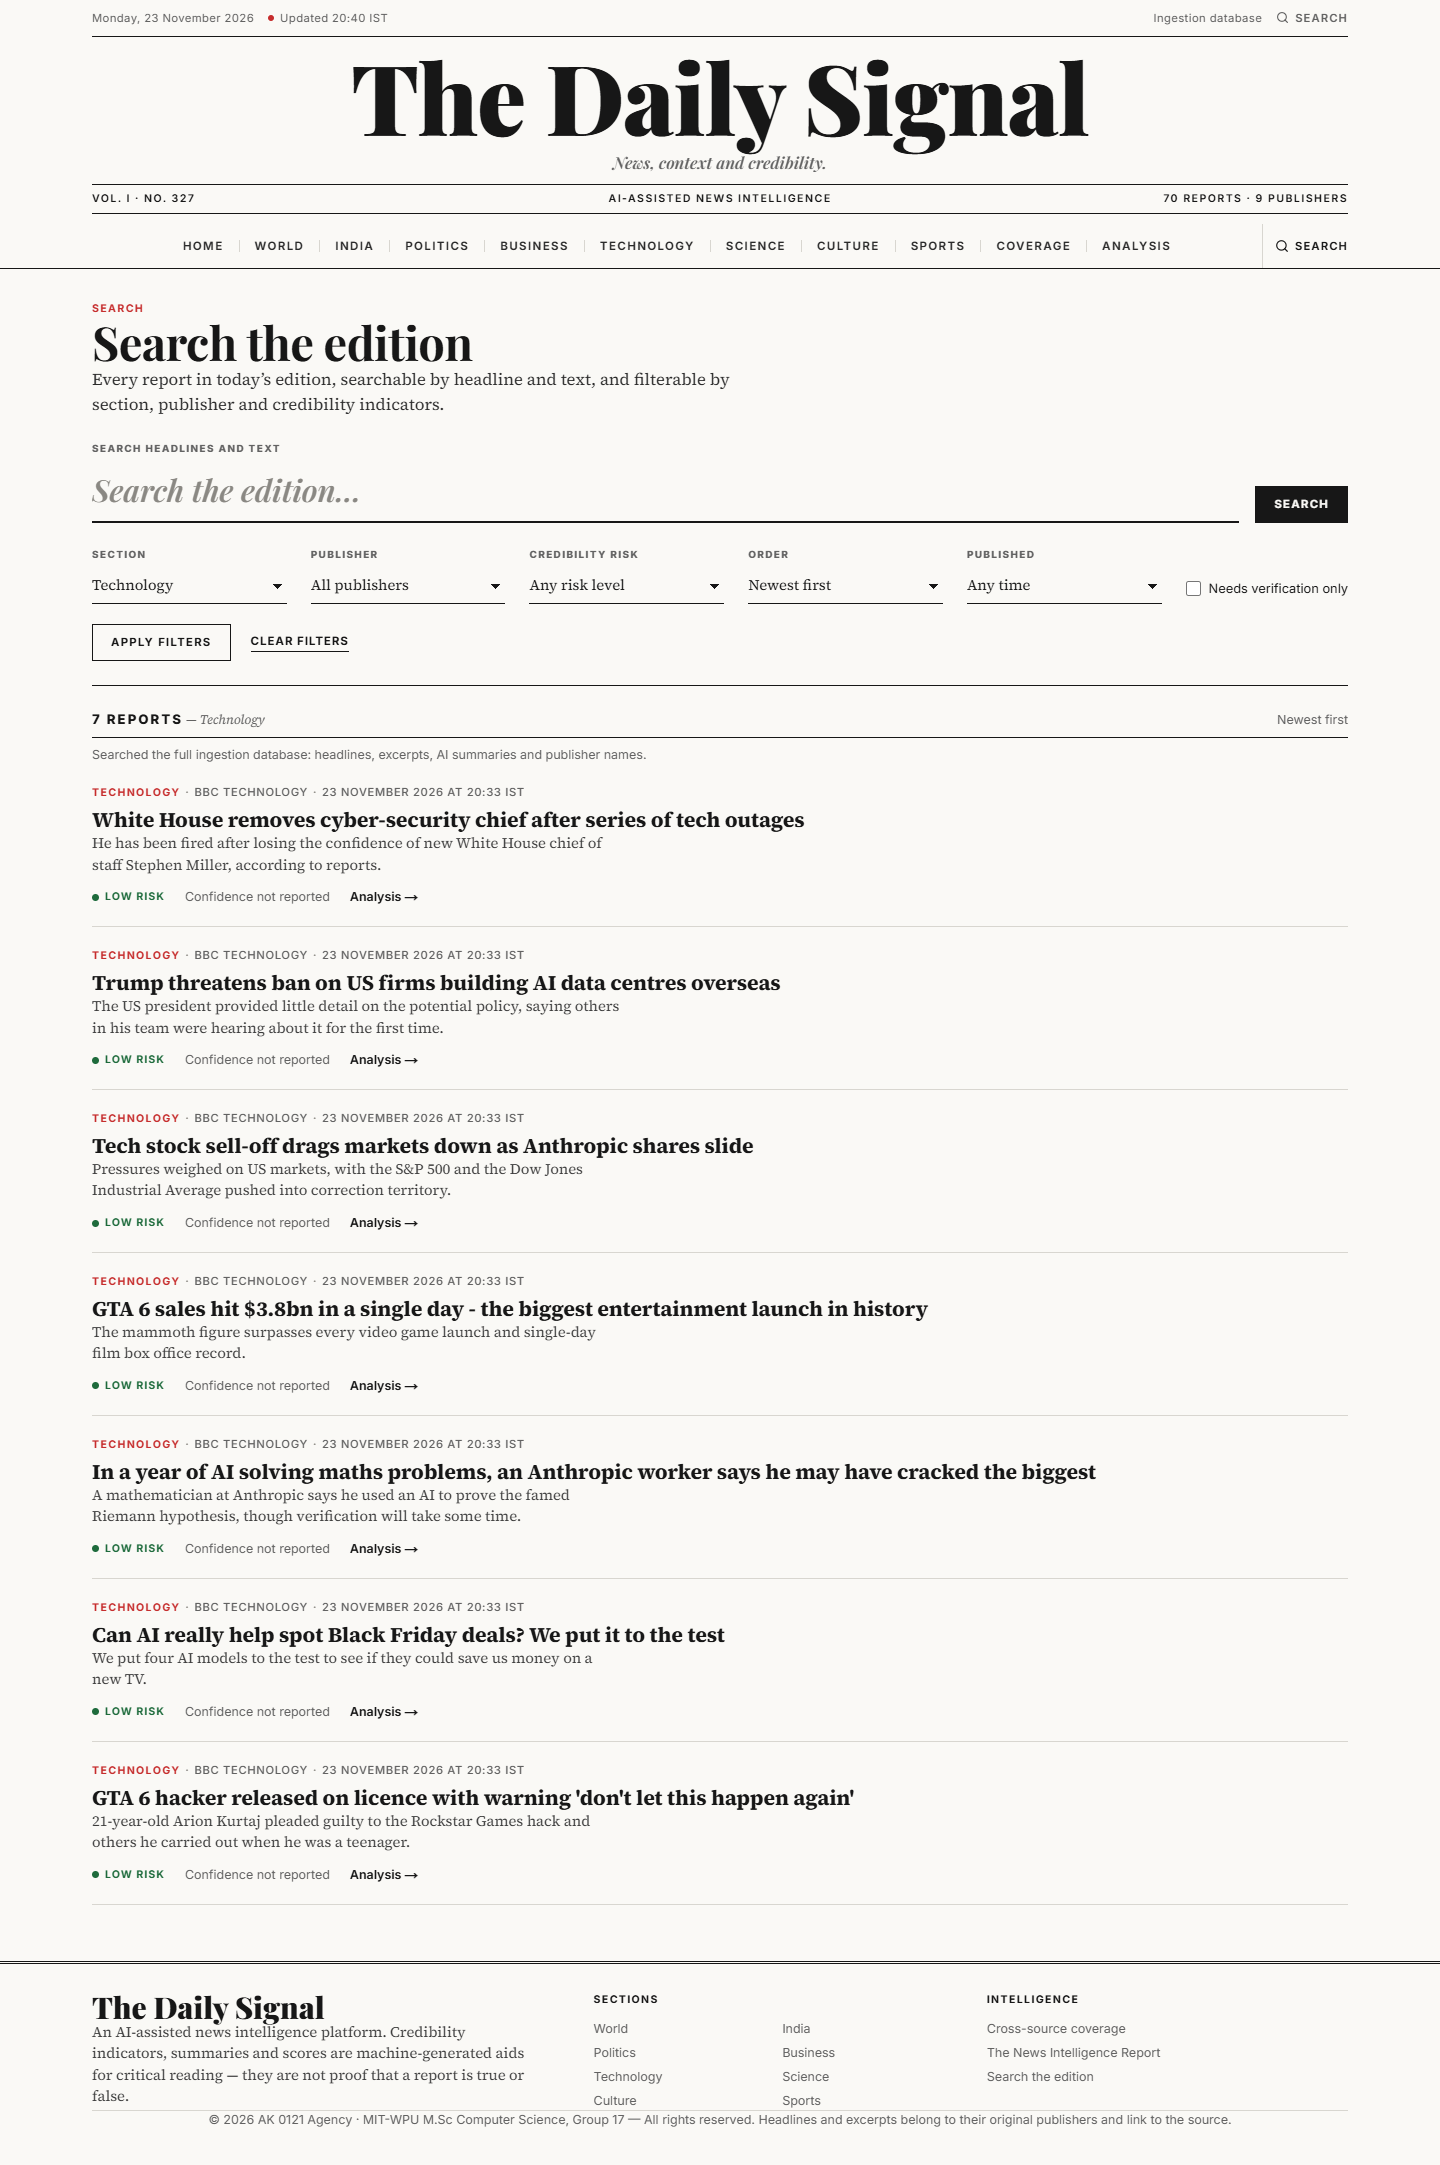 Monday, 23 November 2026 Updated 20:40 IST Ingestion database SEARCH
The Daily Signal
News, context and credibility.
VOL. I · NO. 327 AI-ASSISTED NEWS INTELLIGENCE 70 REPORTS · 9 PUBLISHERS
HOME WORLD INDIA POLITICS BUSINESS TECHNOLOGY SCIENCE CULTURE SPORTS COVERAGE ANALYSIS SEARCH
SEARCH
Search the edition
Every report in today’s edition, searchable by headline and text, and filterable by
section, publisher and credibility indicators.
SEARCH HEADLINES AND TEXT
Search the edition…
SEARCH
SECTION PUBLISHER CREDIBILITY RISK ORDER PUBLISHED
Technology All publishers Any risk level Newest first Any time Needs verification only
APPLY FILTERS CLEAR FILTERS
7 REPORTS — Technology Newest first
Searched the full ingestion database: headlines, excerpts, AI summaries and publisher names.
TECHNOLOGY · BBC TECHNOLOGY · 23 NOVEMBER 2026 AT 20:33 IST
White House removes cyber-security chief after series of tech outages
He has been fired after losing the confidence of new White House chief of
staff Stephen Miller, according to reports.
LOW RISK Confidence not reported Analysis →
TECHNOLOGY · BBC TECHNOLOGY · 23 NOVEMBER 2026 AT 20:33 IST
Trump threatens ban on US firms building AI data centres overseas
The US president provided little detail on the potential policy, saying others
in his team were hearing about it for the first time.
LOW RISK Confidence not reported Analysis →
TECHNOLOGY · BBC TECHNOLOGY · 23 NOVEMBER 2026 AT 20:33 IST
Tech stock sell-off drags markets down as Anthropic shares slide
Pressures weighed on US markets, with the S&P 500 and the Dow Jones
Industrial Average pushed into correction territory.
LOW RISK Confidence not reported Analysis →
TECHNOLOGY · BBC TECHNOLOGY · 23 NOVEMBER 2026 AT 20:33 IST
GTA 6 sales hit $3.8bn in a single day - the biggest entertainment launch in history
The mammoth figure surpasses every video game launch and single-day
film box office record.
LOW RISK Confidence not reported Analysis →
TECHNOLOGY · BBC TECHNOLOGY · 23 NOVEMBER 2026 AT 20:33 IST
In a year of AI solving maths problems, an Anthropic worker says he may have cracked the biggest
A mathematician at Anthropic says he used an AI to prove the famed
Riemann hypothesis, though verification will take some time.
LOW RISK Confidence not reported Analysis →
TECHNOLOGY · BBC TECHNOLOGY · 23 NOVEMBER 2026 AT 20:33 IST
Can AI really help spot Black Friday deals? We put it to the test
We put four AI models to the test to see if they could save us money on a
new TV.
LOW RISK Confidence not reported Analysis →
TECHNOLOGY · BBC TECHNOLOGY · 23 NOVEMBER 2026 AT 20:33 IST
GTA 6 hacker released on licence with warning 'don't let this happen again'
21-year-old Arion Kurtaj pleaded guilty to the Rockstar Games hack and
others he carried out when he was a teenager.
LOW RISK Confidence not reported Analysis →
The Daily Signal
An AI-assisted news intelligence platform. Credibility
indicators, summaries and scores are machine-generated aids
for critical reading — they are not proof that a report is true or
false.
SECTIONS
World India
Politics Business
Technology Science
Culture Sports
INTELLIGENCE
Cross-source coverage
The News Intelligence Report
Search the edition
© 2026 AK 0121 Agency · MIT-WPU M.Sc Computer Science, Group 17 — All rights reserved. Headlines and excerpts belong to their original publishers and link to the source.